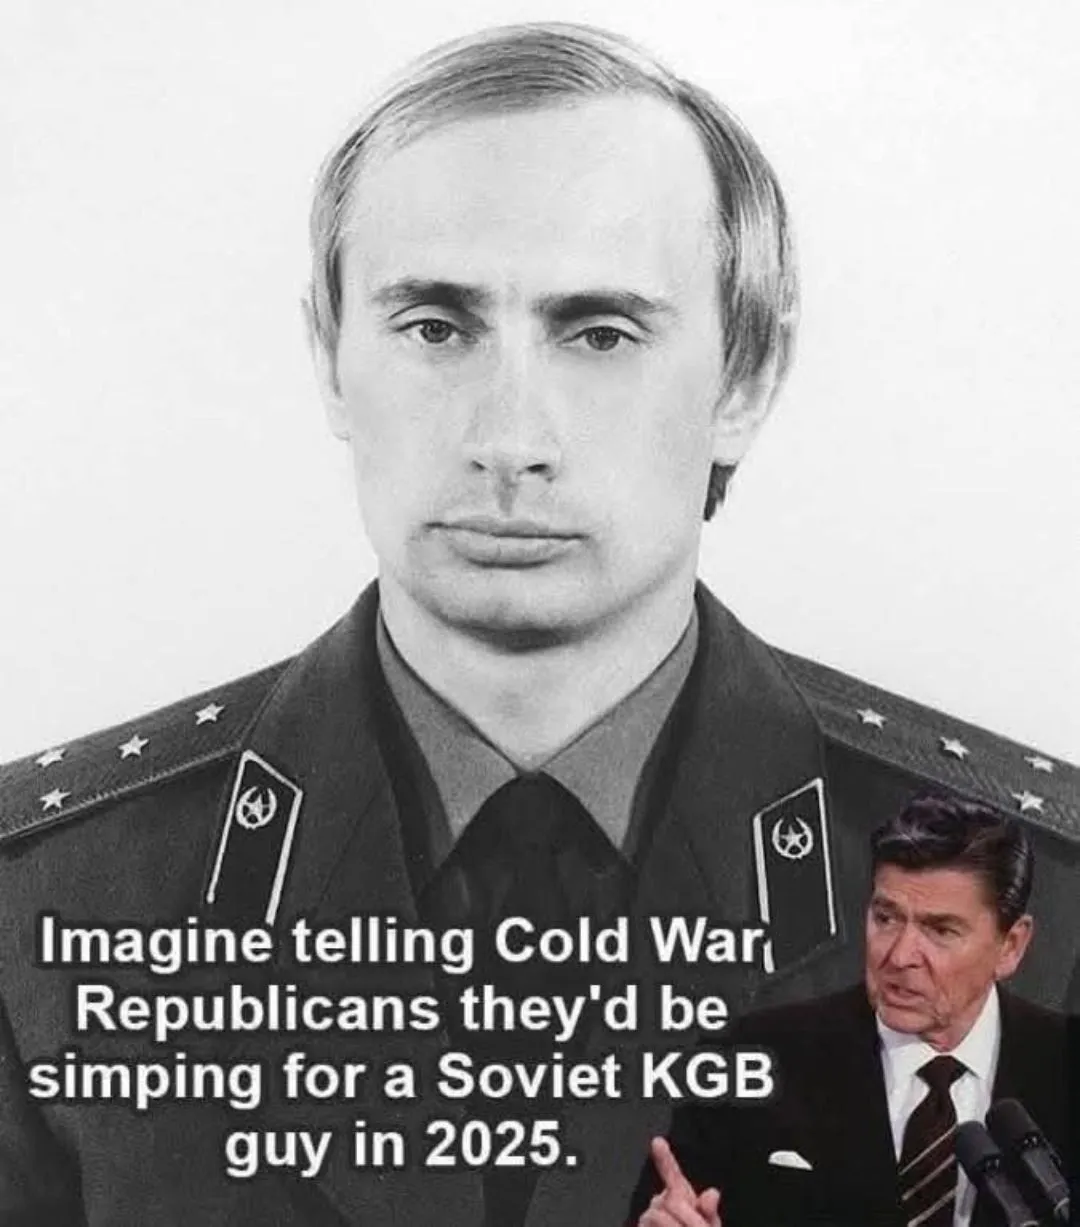 Imagine telling Cold War
Republicans they'd be
simping for a Soviet KGB
guy in 2025.